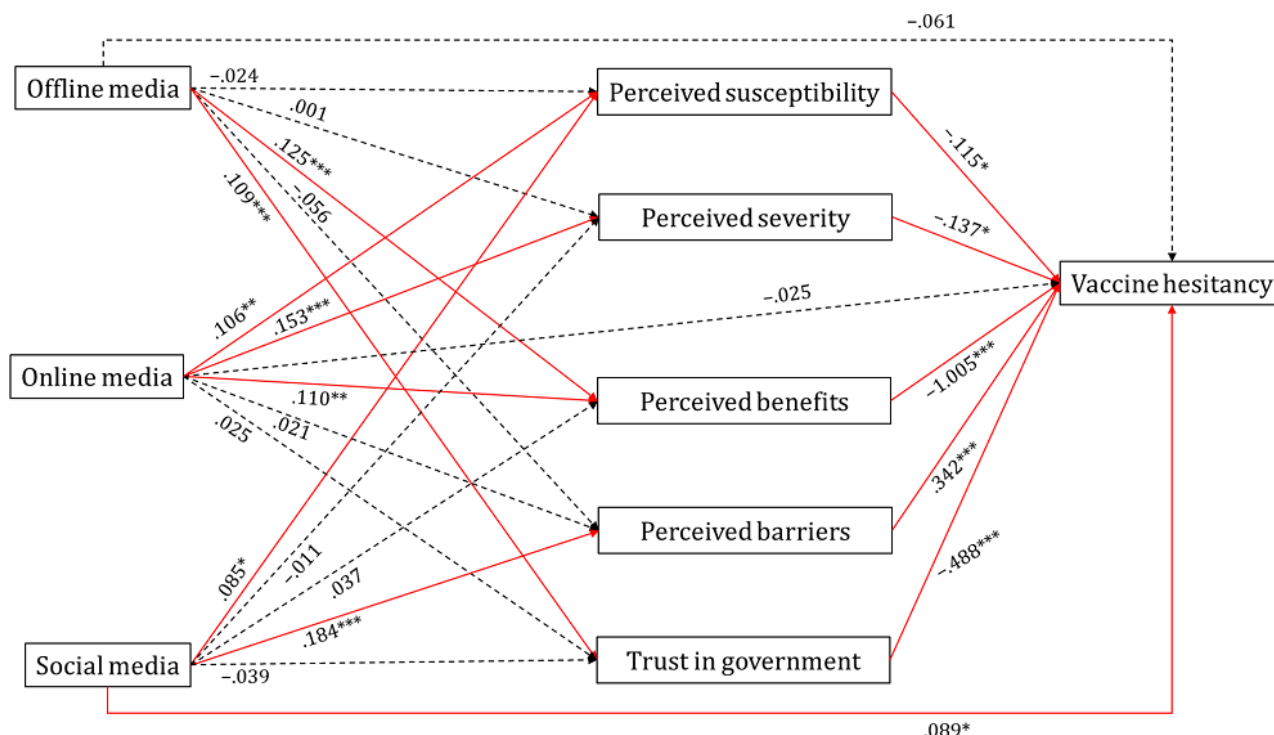 −.061
Offline media
−.024
Perceived susceptibility
.001
.125***
−.115*
.109***
−.056
Perceived severity
−.137*
Vaccine hesitancy
−.025
.106**
.153***
Online media
.110**
Perceived benefits
−1.005***
.021
.025
.342***
Perceived barriers
−.488***
.085*
−.011
.037
.184***
Social media
−.039
Trust in government
.089*